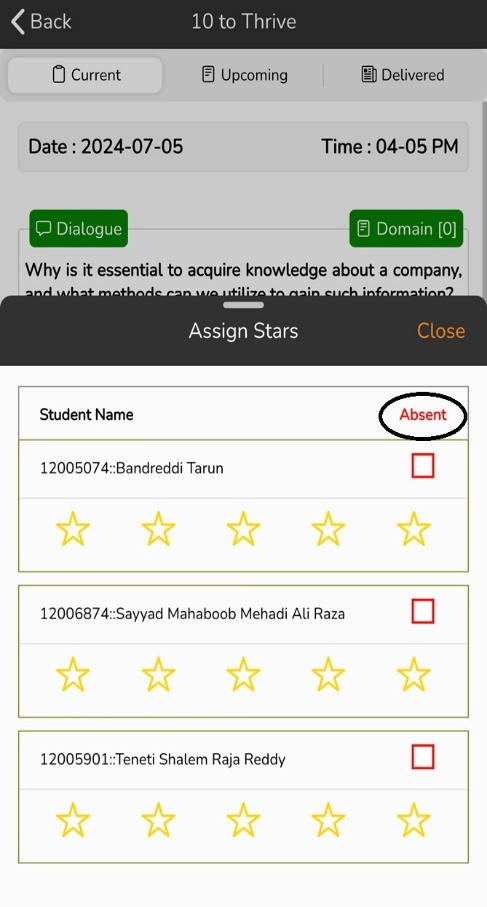 Back 10 to Thrive
Current Upcoming Delivered
Date : 2024-07-05 Time : 04-05 PM
Dialogue Domain [0]
Why is it essential to acquire knowledge about a company,
and what methods can we utilize to gain such information?
Assign Stars Close
Student Name Absent
12005074::Bandreddi Tarun
12006874::Sayyad Mahaboob Mehadi Ali Raza
12005901::Teneti Shalem Raja Reddy